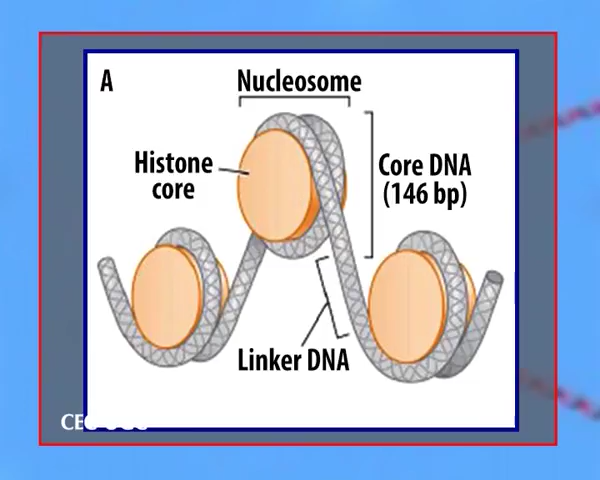 A
Nucleosome
Histone
core
Core DNA
(146 bp)
Linker DNA